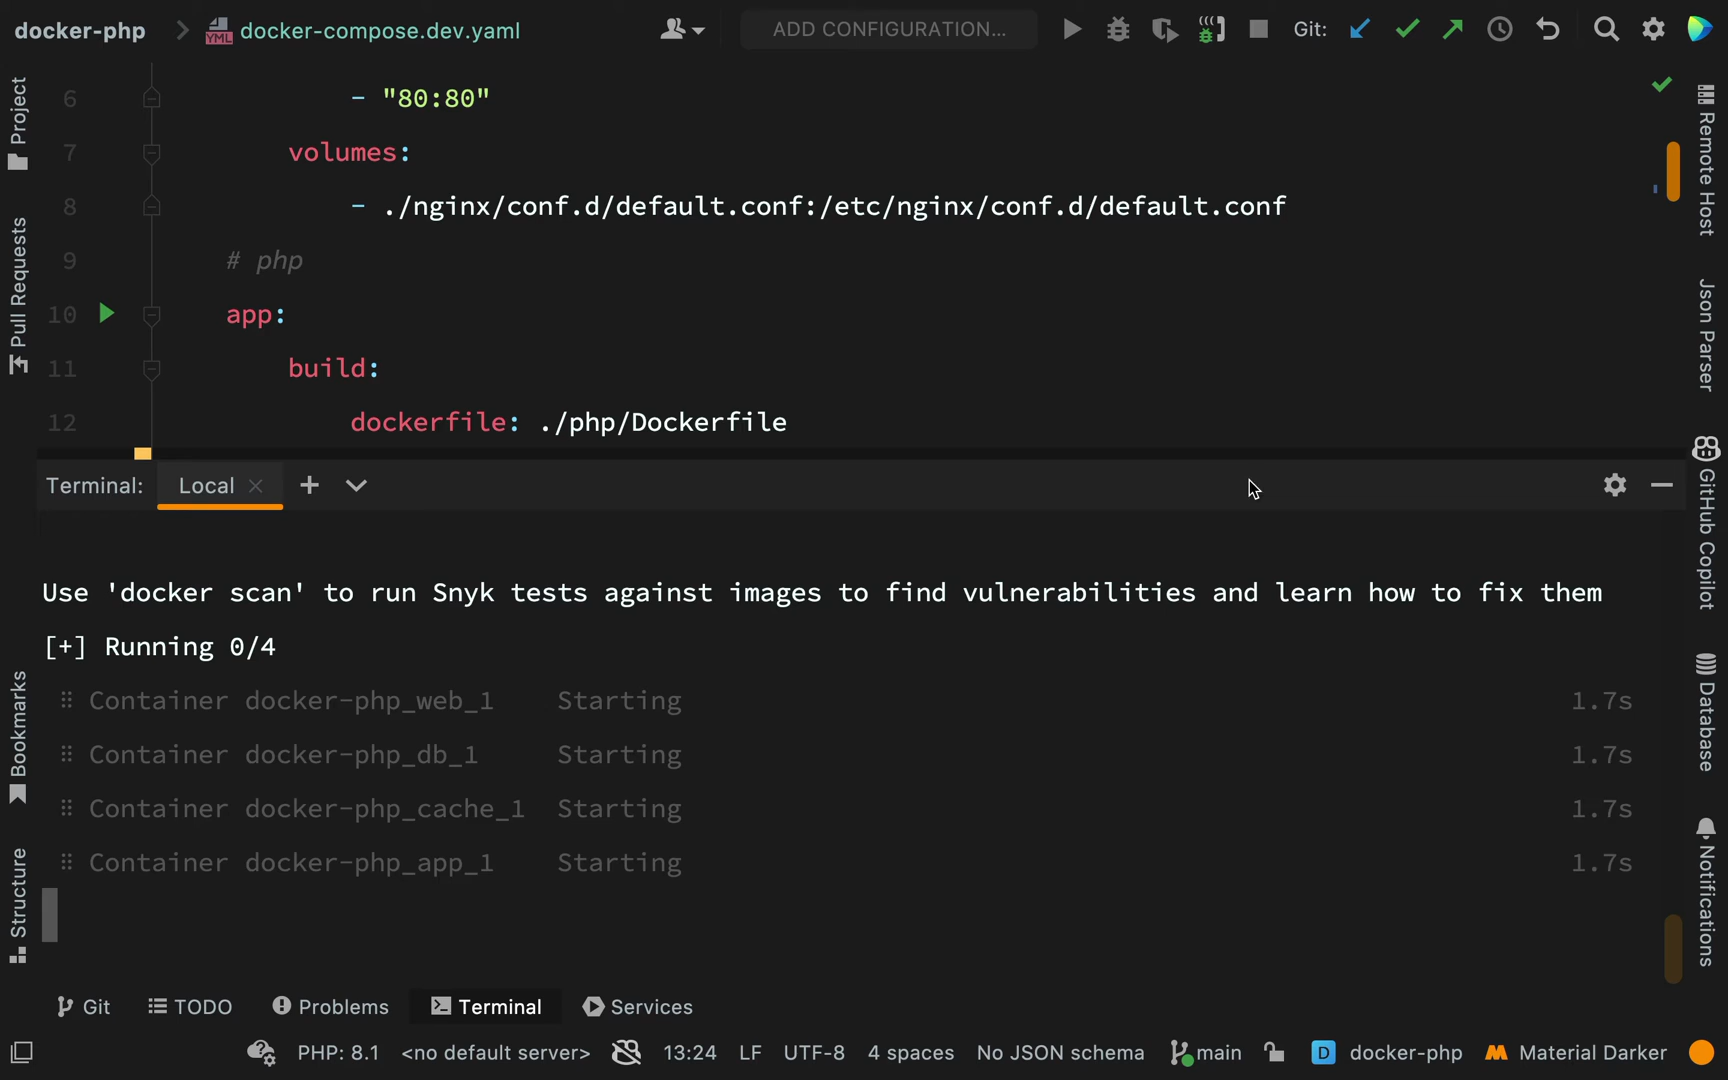 docker-php
YML
docker-compose.dev.yaml
ADD CONFIGURATION...
Git:
6
- "80:80"
7
volumes:
8
- ./nginx/conf.d/default.conf:/etc/nginx/conf.d/default.conf
9
# php
10
app:
11
build:
12
dockerfile: ./php/Dockerfile
Project
Pull Requests
Bookmarks
Structure
Remote Host
Json Parser
GitHub Copilot
Database
Notifications
Terminal:
Local
Use 'docker scan' to run Snyk tests against images to find vulnerabilities and learn how to fix them
[+] Running 0/4
⠿ Container docker-php_web_1 Starting 1.7s
⠿ Container docker-php_db_1 Starting 1.7s
⠿ Container docker-php_cache_1 Starting 1.7s
⠿ Container docker-php_app_1 Starting 1.7s
Git
TODO
Problems
Terminal
Services
PHP: 8.1
<no default server>
13:24
LF
UTF-8
4 spaces
No JSON schema
main
D
docker-php
Material Darker